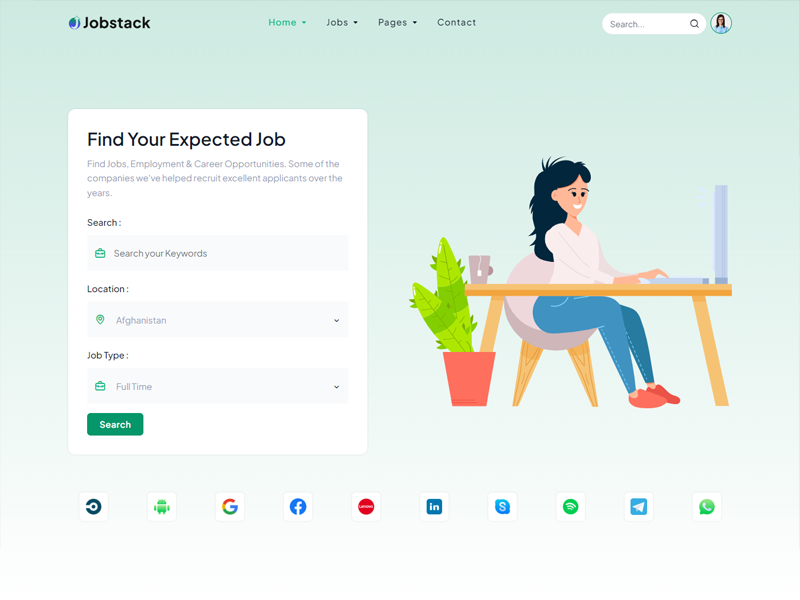 Jobstack
Home
Jobs
Pages
Contact
Search...
Find Your Expected Job
Find Jobs, Employment & Career Opportunities. Some of the
companies we've helped recruit excellent applicants over the
years.
Search :
Search your Keywords
Location :
Afghanistan
Job Type :
Full Time
Search
Lenovo
in
S